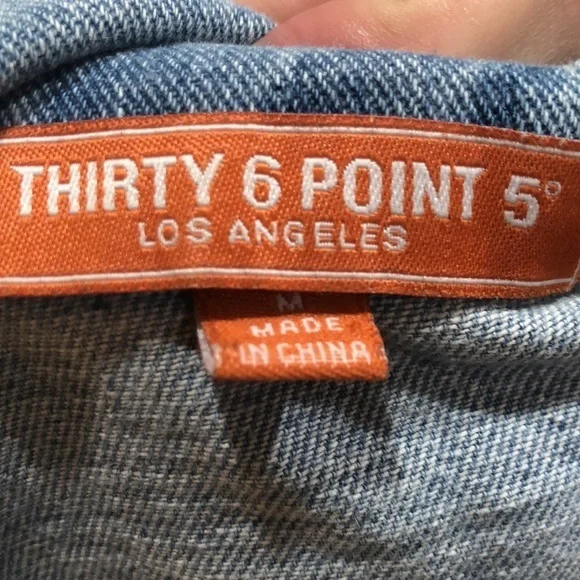 THIRTY 6 POINT 5°
LOS ANGELES
M
MADE
IN CHINA